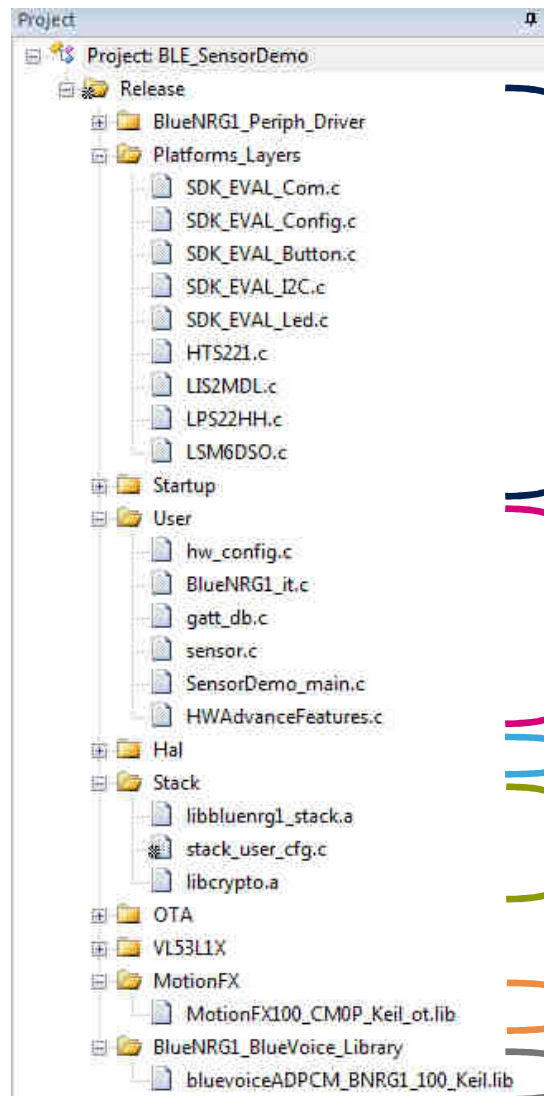 Project
Project: BLE_SensorDemo
Release
BlueNRG1_Periph_Driver
Platforms_Layers
SDK_EVAL_Com.c
SDK_EVAL_Config.c
SDK_EVAL_Button.c
SDK_EVAL_I2C.c
SDK_EVAL_Led.c
HTS221.c
LIS2MDL.c
LPS22HH.c
LSM6DSO.c
Startup
User
hw_config.c
BlueNRG1_it.c
gatt_db.c
sensor.c
SensorDemo_main.c
HWAdvanceFeatures.c
Hal
Stack
libbluenrg1_stack.a
stack_user_cfg.c
libcrypto.a
OTA
VL53L1X
MotionFX
MotionFX100_CM0P_Keil_ot.lib
BlueNRG1_BlueVoice_Library
bluevoiceADPCM_BNRG1_100_Keil.lib